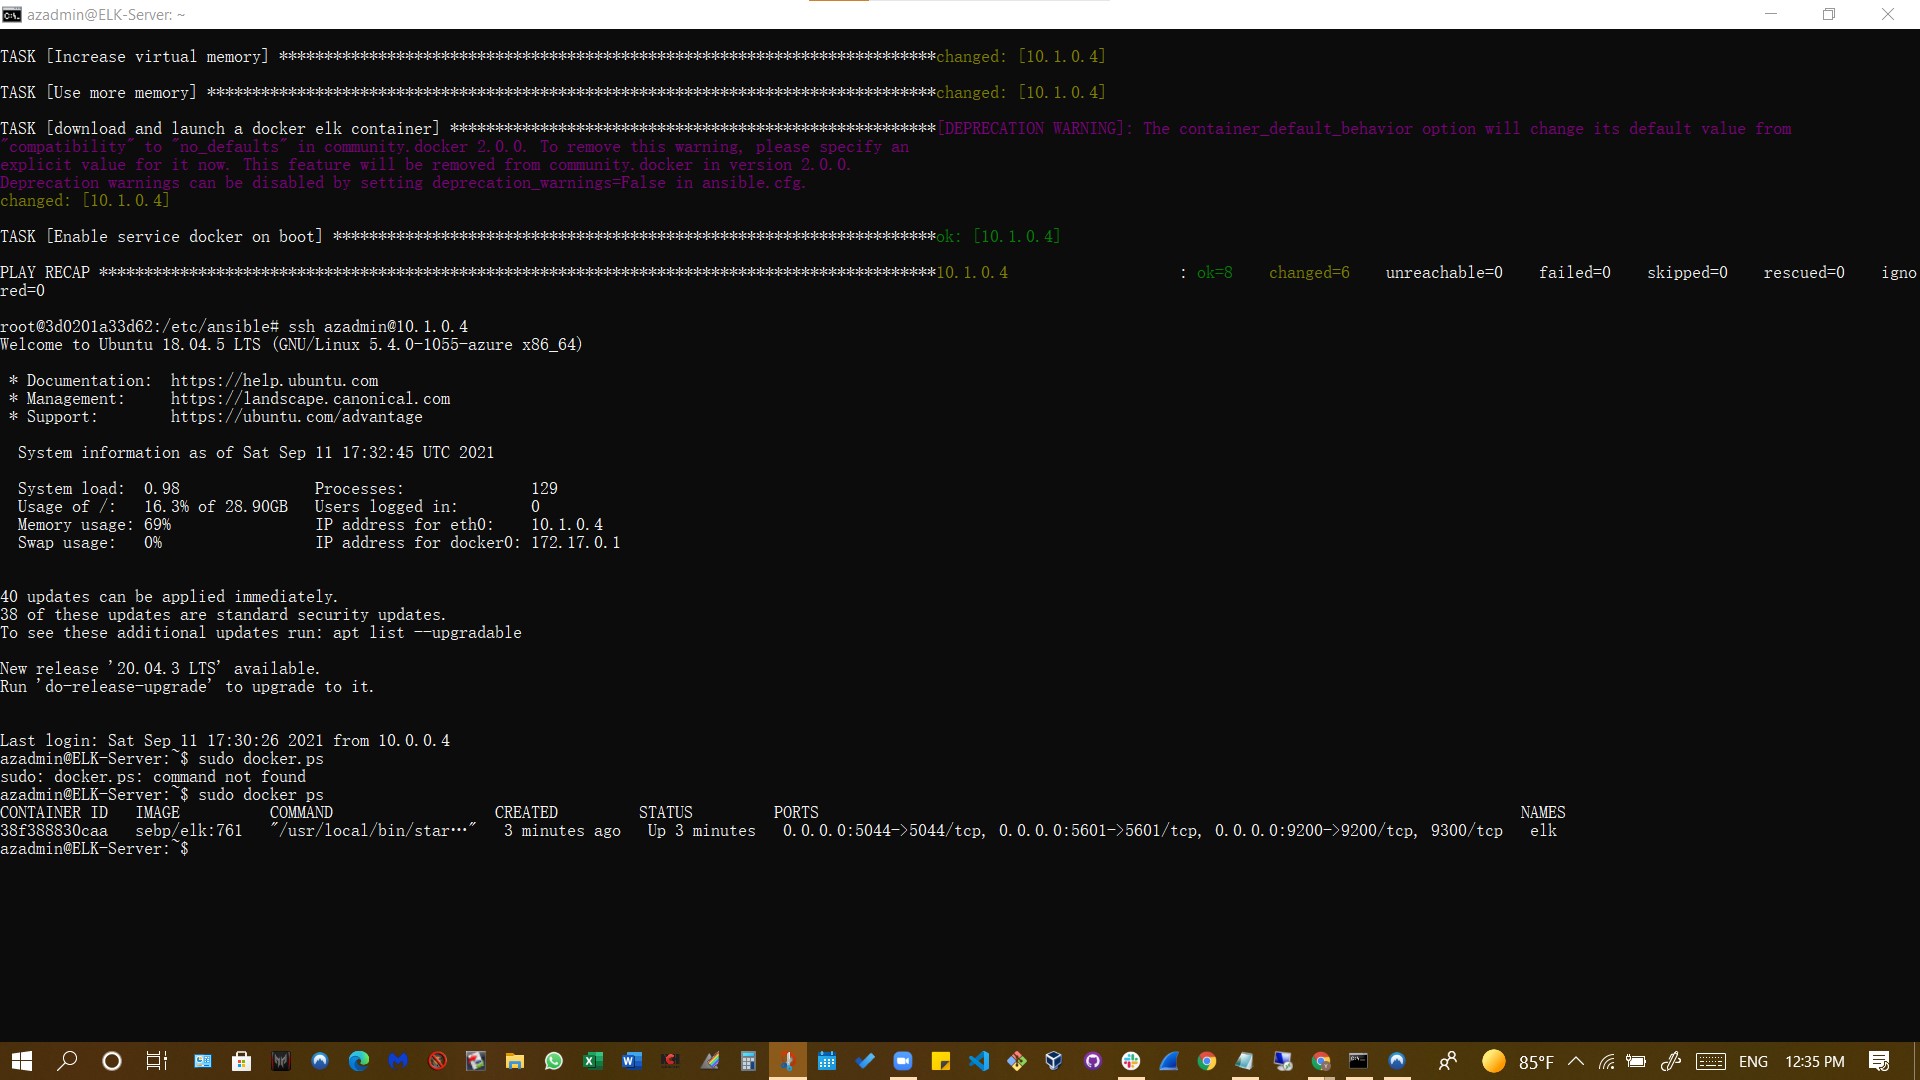 azadmin@ELK-Server: ~
TASK [Increase virtual memory] *************************************************************************changed: [10.1.0.4]
TASK [Use more memory] *********************************************************************************changed: [10.1.0.4]
TASK [download and launch a docker elk container] ******************************************************[DEPRECATION WARNING]: The container_default_behavior option will change its default value from
"compatibility" to "no_defaults" in community.docker 2.0.0. To remove this warning, please specify an
explicit value for it now. This feature will be removed from community.docker in version 2.0.0.
Deprecation warnings can be disabled by setting deprecation_warnings=False in ansible.cfg.
changed: [10.1.0.4]
TASK [Enable service docker on boot] *******************************************************************ok: [10.1.0.4]
PLAY RECAP *********************************************************************************************10.1.0.4                   : ok=8    changed=6    unreachable=0    failed=0    skipped=0    rescued=0    igno
red=0
root@3d0201a33d62:/etc/ansible# ssh azadmin@10.1.0.4
Welcome to Ubuntu 18.04.5 LTS (GNU/Linux 5.4.0-1055-azure x86_64)
* Documentation:  https://help.ubuntu.com
* Management:     https://landscape.canonical.com
* Support:        https://ubuntu.com/advantage
System information as of Sat Sep 11 17:32:45 UTC 2021
System load:  0.98               Processes:              129
Usage of /:   16.3% of 28.90GB   Users logged in:        0
Memory usage: 69%                IP address for eth0:    10.1.0.4
Swap usage:   0%                 IP address for docker0: 172.17.0.1
40 updates can be applied immediately.
38 of these updates are standard security updates.
To see these additional updates run: apt list --upgradable
New release '20.04.3 LTS' available.
Run 'do-release-upgrade' to upgrade to it.
Last login: Sat Sep 11 17:30:26 2021 from 10.0.0.4
azadmin@ELK-Server:~$ sudo docker.ps
sudo: docker.ps: command not found
azadmin@ELK-Server:~$ sudo docker ps
CONTAINER ID   IMAGE          COMMAND                  CREATED         STATUS         PORTS                                                                              NAMES
38f388830caa   sebp/elk:761   "/usr/local/bin/star…"   3 minutes ago   Up 3 minutes   0.0.0.0:5044->5044/tcp, 0.0.0.0:5601->5601/tcp, 0.0.0.0:9200->9200/tcp, 9300/tcp   elk
azadmin@ELK-Server:~$
85°F ENG 12:35 PM